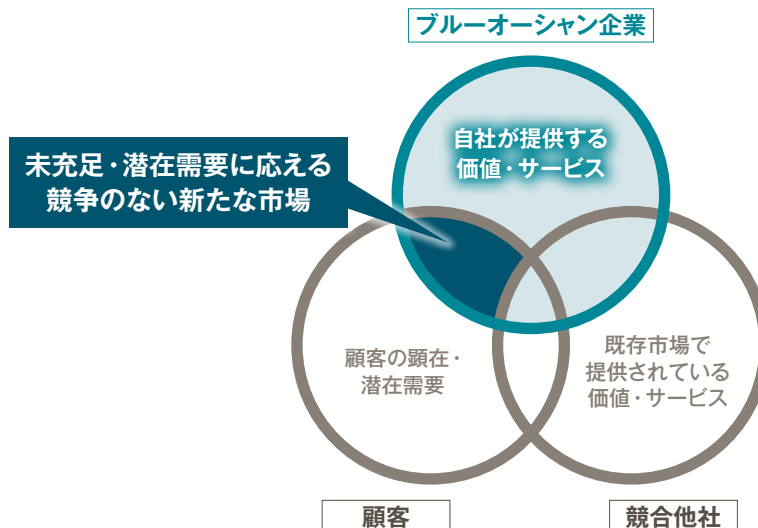 ブルーオーシャン企業
自社が提供する
価値・サービス
未充足・潜在需要に応える
競争のない新たな市場
顧客の顕在・
潜在需要
既存市場で
提供されている
価値・サービス
顧客
競合他社